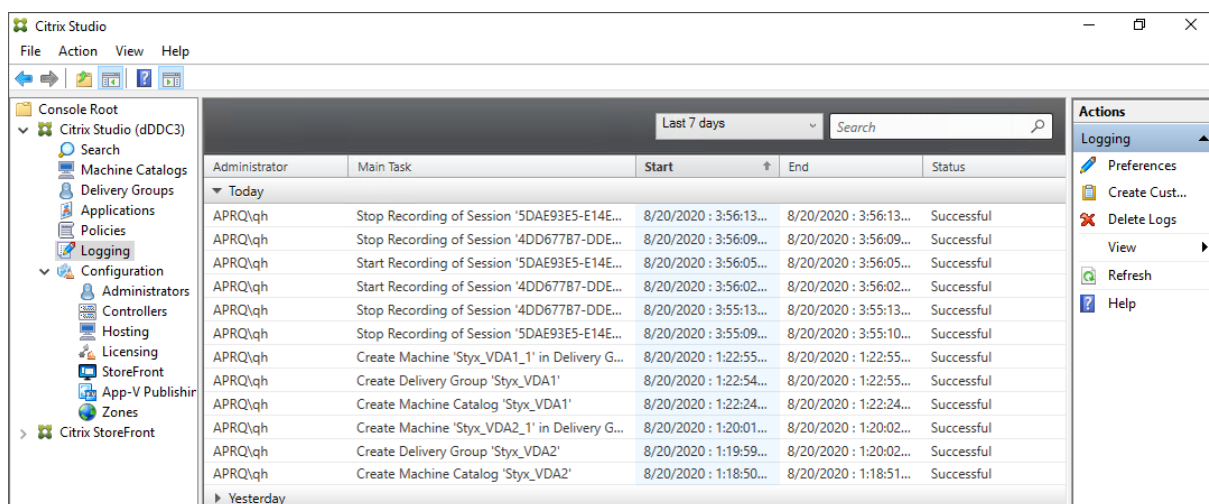 Citrix Studio
File Action View Help
Console Root
Citrix Studio (dDDC3)
Search
Machine Catalogs
Delivery Groups
Applications
Policies
Logging
Configuration
Administrators
Controllers
Hosting
Licensing
StoreFront
App-V Publishin
Zones
Citrix StoreFront
Last 7 days Search
Administrator Main Task Start End Status
Today
APRQ\qh Stop Recording of Session '5DAE93E5-E14E... 8/20/2020 : 3:56:13... 8/20/2020 : 3:56:13... Successful
APRQ\qh Stop Recording of Session '4DD677B7-DDE... 8/20/2020 : 3:56:09... 8/20/2020 : 3:56:09... Successful
APRQ\qh Start Recording of Session '5DAE93E5-E14E... 8/20/2020 : 3:56:05... 8/20/2020 : 3:56:05... Successful
APRQ\qh Start Recording of Session '4DD677B7-DDE... 8/20/2020 : 3:56:02... 8/20/2020 : 3:56:02... Successful
APRQ\qh Stop Recording of Session '4DD677B7-DDE... 8/20/2020 : 3:55:13... 8/20/2020 : 3:55:13... Successful
APRQ\qh Stop Recording of Session '5DAE93E5-E14E... 8/20/2020 : 3:55:09... 8/20/2020 : 3:55:10... Successful
APRQ\qh Create Machine 'Styx_VDA1_1' in Delivery G... 8/20/2020 : 1:22:55... 8/20/2020 : 1:22:55... Successful
APRQ\qh Create Delivery Group 'Styx_VDA1' 8/20/2020 : 1:22:54... 8/20/2020 : 1:22:55... Successful
APRQ\qh Create Machine Catalog 'Styx_VDA1' 8/20/2020 : 1:22:24... 8/20/2020 : 1:22:24... Successful
APRQ\qh Create Machine 'Styx_VDA2_1' in Delivery G... 8/20/2020 : 1:20:01... 8/20/2020 : 1:20:02... Successful
APRQ\qh Create Delivery Group 'Styx_VDA2' 8/20/2020 : 1:19:59... 8/20/2020 : 1:20:02... Successful
APRQ\qh Create Machine Catalog 'Styx_VDA2' 8/20/2020 : 1:18:50... 8/20/2020 : 1:18:51... Successful
Yesterday
Actions
Logging
Preferences
Create Cust...
Delete Logs
View
Refresh
Help